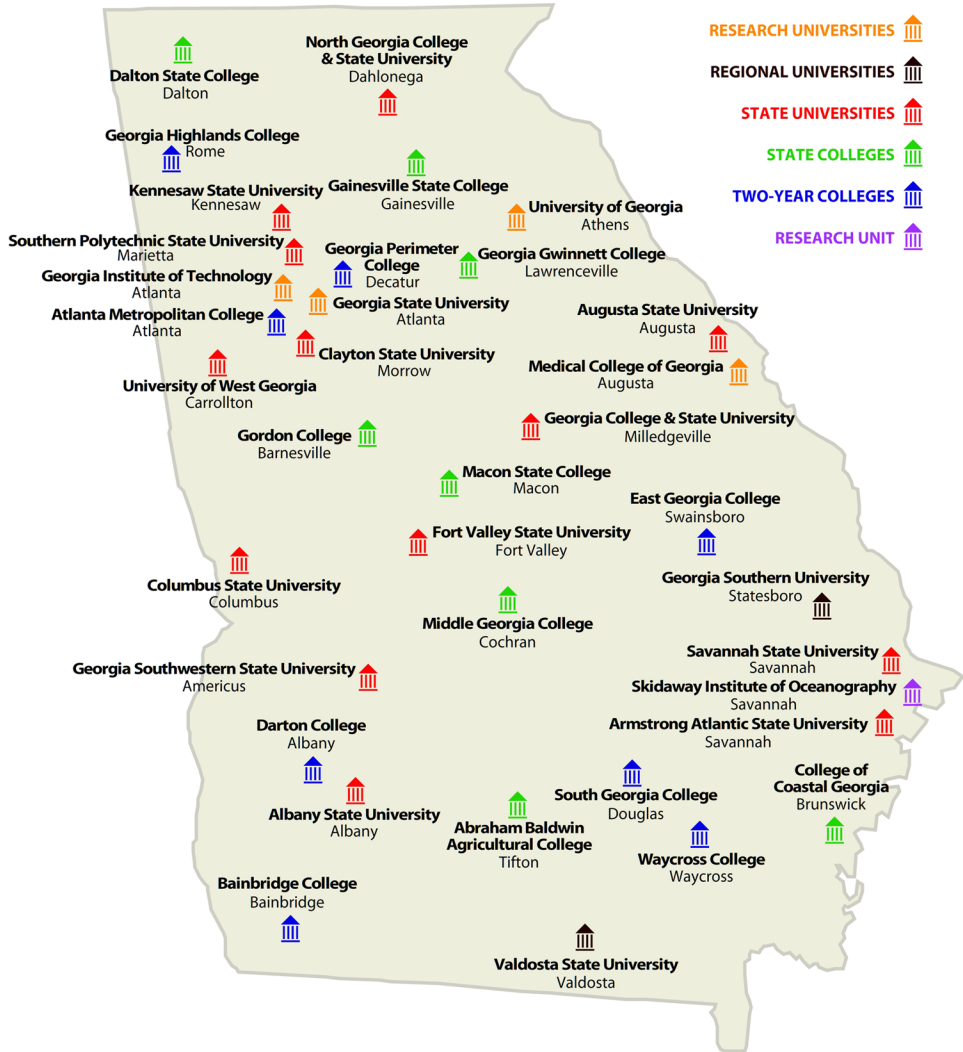 North Georgia College
& State University
Dahlonega
RESEARCH UNIVERSITIES
REGIONAL UNIVERSITIES
STATE UNIVERSITIES
STATE COLLEGES
TWO-YEAR COLLEGES
RESEARCH UNIT
Dalton State College
Dalton
Georgia Highlands College
Rome
Kennesaw State University
Kennesaw
Gainesville State College
Gainesville
University of Georgia
Athens
Southern Polytechnic State University
Marietta
Georgia Perimeter
College
Decatur
Georgia Gwinnett College
Lawrenceville
Georgia Institute of Technology
Atlanta
Georgia State University
Atlanta
Atlanta Metropolitan College
Atlanta
Augusta State University
Augusta
Clayton State University
Morrow
Medical College of Georgia
Augusta
University of West Georgia
Carrollton
Georgia College & State University
Milledgeville
Gordon College
Barnesville
Macon State College
Macon
East Georgia College
Swainsboro
Fort Valley State University
Fort Valley
Columbus State University
Columbus
Georgia Southern University
Statesboro
Middle Georgia College
Cochran
Savannah State University
Savannah
Georgia Southwestern State University
Americus
Skidaway Institute of Oceanography
Savannah
Armstrong Atlantic State University
Savannah
Darton College
Albany
College of
Coastal Georgia
Brunswick
South Georgia College
Douglas
Albany State University
Albany
Abraham Baldwin
Agricultural College
Tifton
Waycross College
Waycross
Bainbridge College
Bainbridge
Valdosta State University
Valdosta